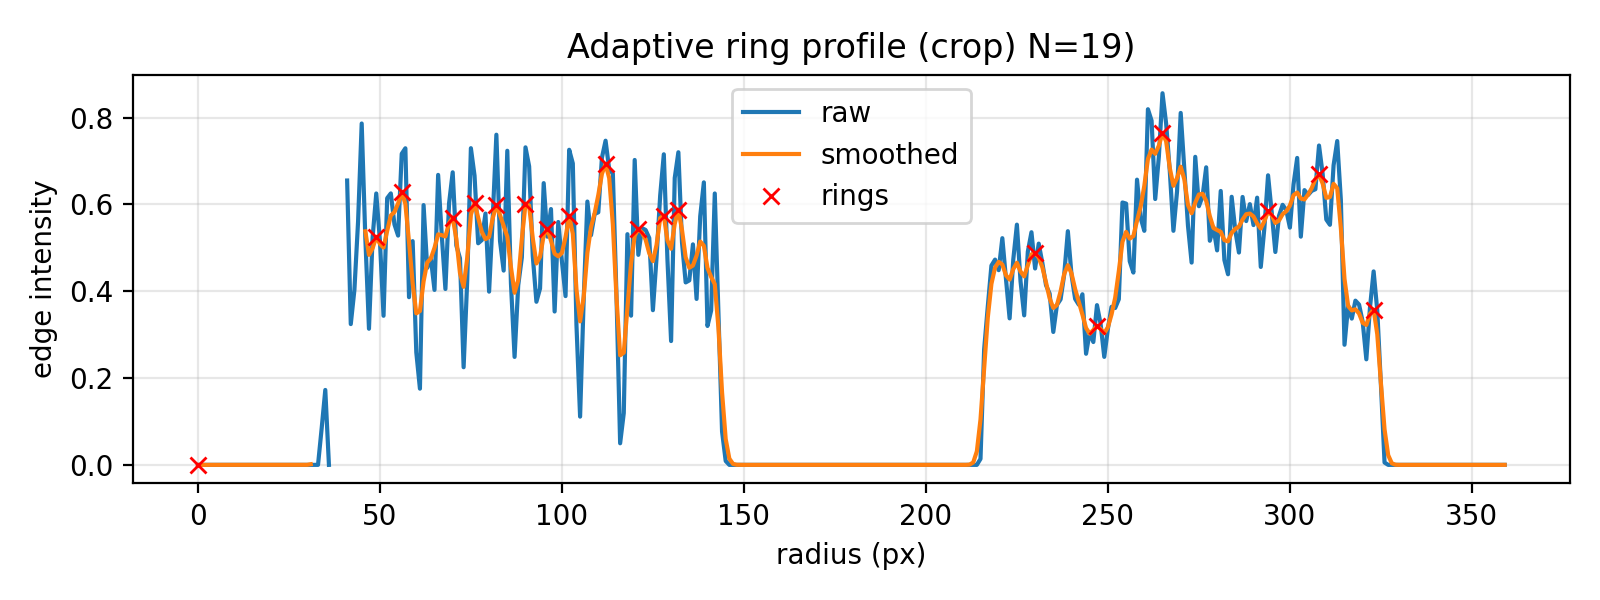 Adaptive ring profile (crop) N=19)
edge intensity
0.8
0.6
0.4
0.2
0.0
raw
smoothed
rings
0 50 100 150 200 250 300 350
radius (px)